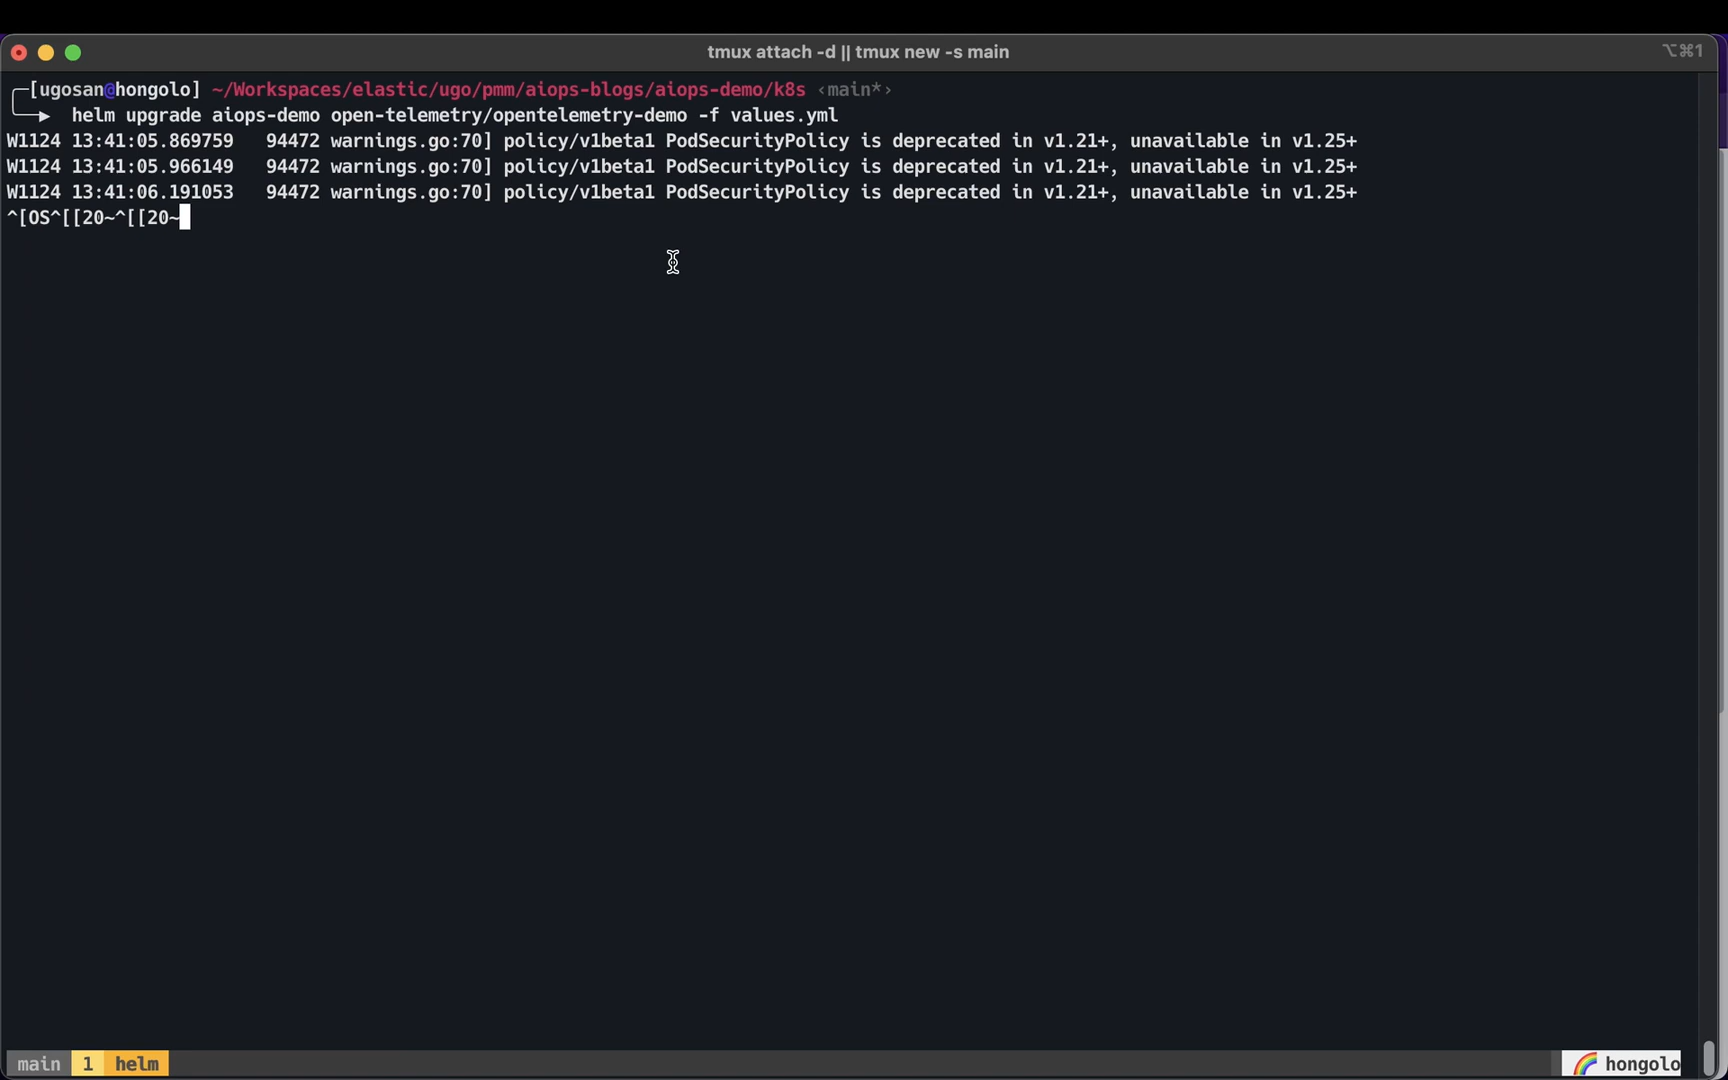 tmux attach -d || tmux new -s main
⌥⌘1
[ugosan@hongolo] ~/Workspaces/elastic/ugo/pmm/aiops-blogs/aiops-demo/k8s ‹main*›
helm upgrade aiops-demo open-telemetry/opentelemetry-demo -f values.yml
W1124 13:41:05.869759   94472 warnings.go:70] policy/v1beta1 PodSecurityPolicy is deprecated in v1.21+, unavailable in v1.25+
W1124 13:41:05.966149   94472 warnings.go:70] policy/v1beta1 PodSecurityPolicy is deprecated in v1.21+, unavailable in v1.25+
W1124 13:41:06.191053   94472 warnings.go:70] policy/v1beta1 PodSecurityPolicy is deprecated in v1.21+, unavailable in v1.25+
^[OS^[[20~^[[20~
main 1 helm
hongolo